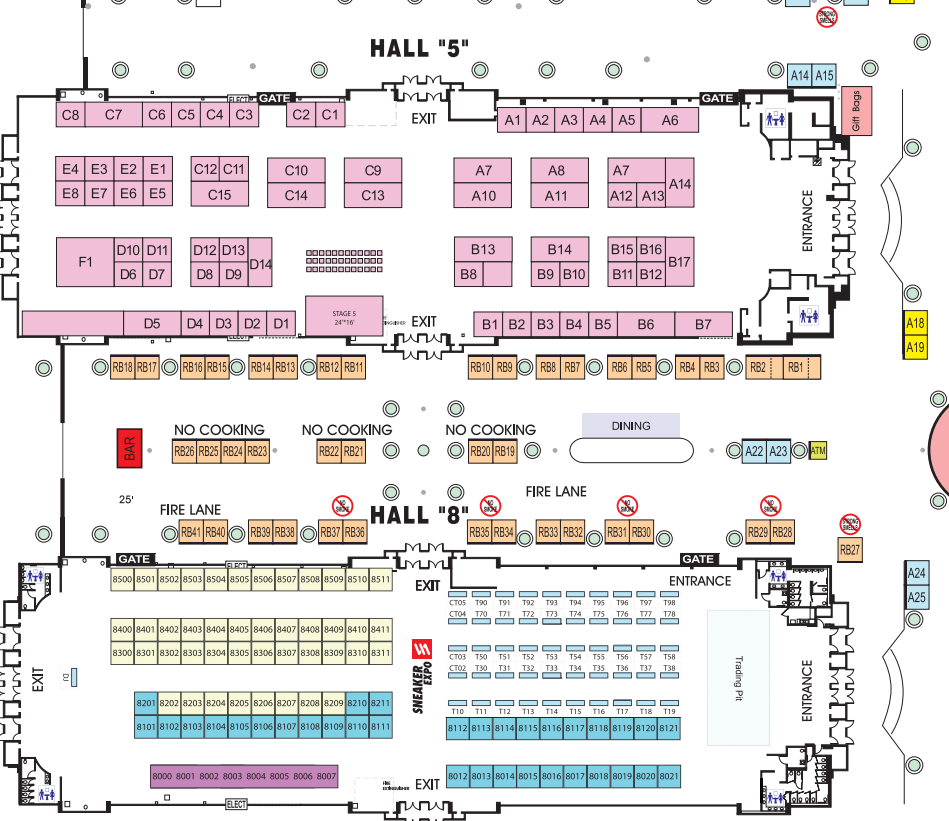 STRONG SMELLS
HALL "5"
A14 A15
Gift Bags
ELECT
GATE
GATE
C8 C7 C6 C5 C4 C3 C2 C1
EXIT
A1 A2 A3 A4 A5 A6
E4 E3 E2 E1 C12 C11 C10 C9 A7 A8 A7 A14
E8 E7 E6 E5 C15 C14 C13 A10 A11 A12 A13
ENTRANCE
F1 D10 D11 D12 D13 D14 B13 B14 B15 B16 B17
D6 D7 D8 D9 B8 B9 B10 B11 B12
STAGE 5
24'*16'
D5 D4 D3 D2 D1
EXIT
B1 B2 B3 B4 B5 B6 B7
ELECT
A18
A19
RB18 RB17 RB16 RB15 RB14 RB13 RB12 RB11 RB10 RB9 RB8 RB7 RB6 RB5 RB4 RB3 RB2 RB1
NO COOKING NO COOKING NO COOKING
DINING
BAR
RB26 RB25 RB24 RB23 RB22 RB21 RB20 RB19
A22 A23 ATM
25'
FIRE LANE
FIRE LANE
NO SMOKE
NO SMOKE
NO SMOKE
NO SMOKE
STRONG SMELLS
HALL "8"
RB41 RB40 RB39 RB38 RB37 RB36 RB35 RB34 RB33 RB32 RB31 RB30 RB29 RB28
RB27
GATE
GATE
ELECT
8500 8501 8502 8503 8504 8505 8506 8507 8508 8509 8510 8511
EXIT
ENTRANCE
A24
A25
CT05 T90 T91 T92 T93 T94 T95 T96 T97 T98
CT04 T70 T71 T72 T73 T74 T75 T76 T77 T78
8400 8401 8402 8403 8404 8405 8406 8407 8408 8409 8410 8411
8300 8301 8302 8303 8304 8305 8306 8307 8308 8309 8310 8311
SNEAKER
EXPO
CT03 T50 T51 T52 T53 T54 T55 T56 T57 T58
CT02 T30 T31 T32 T33 T34 T35 T36 T37 T38
Trading Pit
ENTRANCE
EXIT
8201 8202 8203 8204 8205 8206 8207 8208 8209 8210 8211
8101 8102 8103 8104 8105 8106 8107 8108 8109 8110 8111
T10 T11 T12 T13 T14 T15 T16 T17 T18 T19
8112 8113 8114 8115 8116 8117 8118 8119 8120 8121
8000 8001 8002 8003 8004 8005 8006 8007
EXIT
8012 8013 8014 8015 8016 8017 8018 8019 8020 8021
ELECT